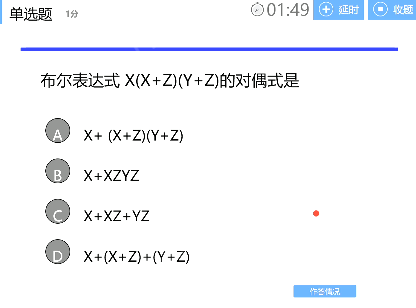 单选题 1分 01:49 延时 收题
布尔表达式 X(X+Z)(Y+Z)的对偶式是
A X+ (X+Z)(Y+Z)
B X+XZYZ
C X+XZ+YZ
D X+(X+Z)+(Y+Z)
作答情况